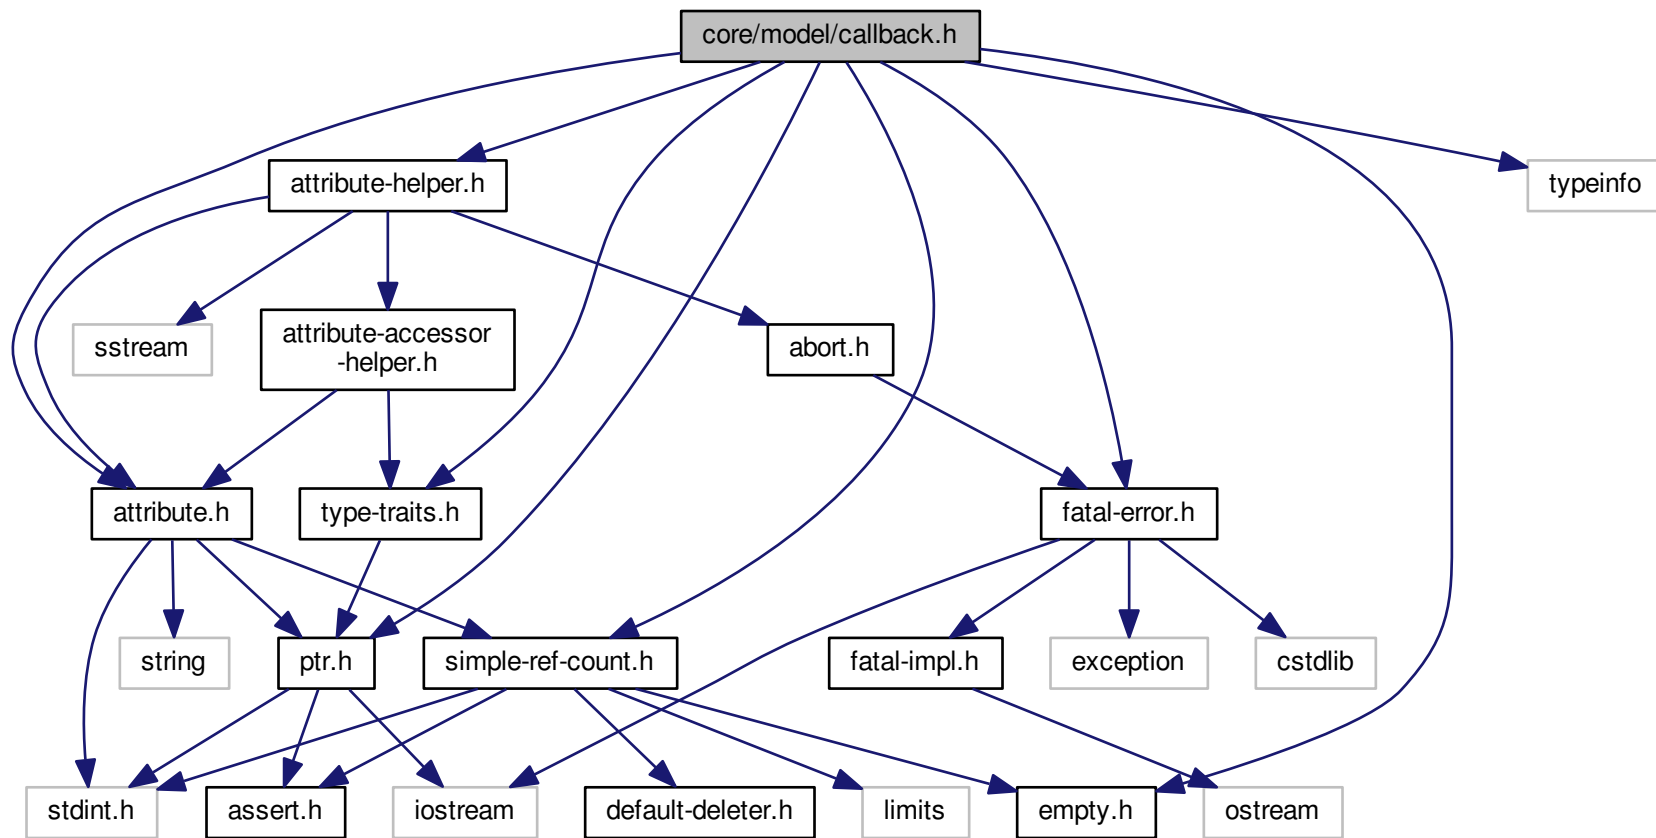 core/model/callback.h
attribute-helper.h
typeinfo
sstream
attribute-accessor
-helper.h
abort.h
attribute.h
type-traits.h
fatal-error.h
string
ptr.h
simple-ref-count.h
fatal-impl.h
exception
cstdlib
stdint.h
assert.h
iostream
default-deleter.h
limits
empty.h
ostream